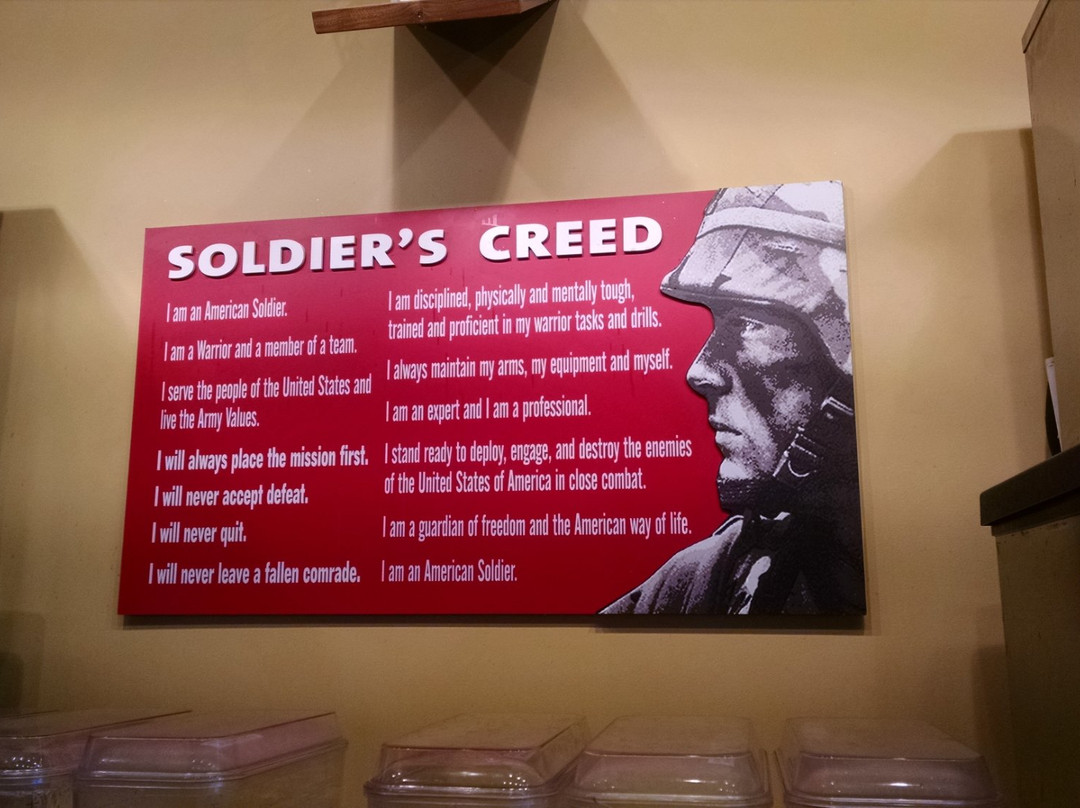 SOLDIER'S CREED
I am an American Soldier.
I am a Warrior and a member of a team.
I serve the people of the United States and
live the Army Values.
I will always place the mission first.
I will never accept defeat.
I will never quit.
I will never leave a fallen comrade.
I am disciplined, physically and mentally tough,
trained and proficient in my warrior tasks and drills.
I always maintain my arms, my equipment and myself.
I am an expert and I am a professional.
I stand ready to deploy, engage, and destroy the enemies
of the United States of America in close combat.
I am a guardian of freedom and the American way of life.
I am an American Soldier.